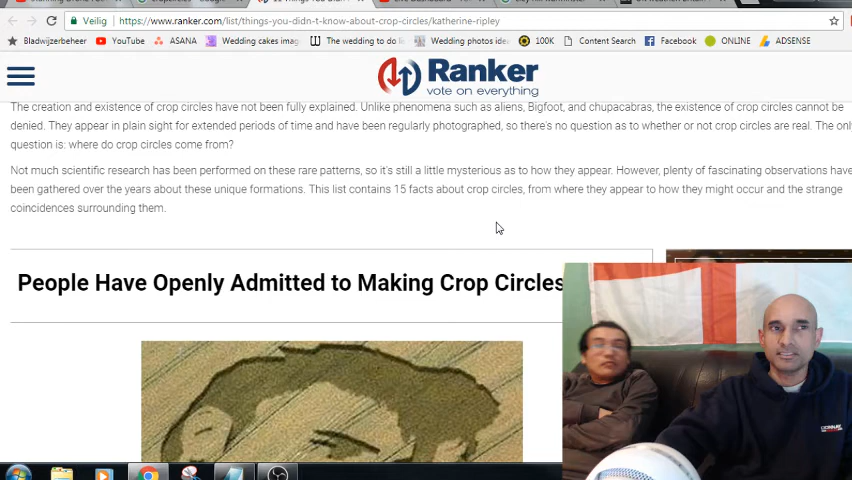 Veilig
https://www.ranker.com/list/things-you-didn-t-know-about-crop-circles/katherine-ripley
Bladwijzerbeheer
YouTube
ASANA
Wedding cakes imag
The wedding to do li
Wedding photos idea
100K
Content Search
Facebook
ONLINE
ADSENSE
Ranker
vote on everything
The creation and existence of crop circles have not been fully explained. Unlike phenomena such as aliens, Bigfoot, and chupacabras, the existence of crop circles cannot be
denied. They appear in plain sight for extended periods of time and have been regularly photographed, so there's no question as to whether or not crop circles are real. The only
question is: where do crop circles come from?
Not much scientific research has been performed on these rare patterns, so it's still a little mysterious as to how they appear. However, plenty of fascinating observations have
been gathered over the years about these unique formations. This list contains 15 facts about crop circles, from where they appear to how they might occur and the strange
coincidences surrounding them.
People Have Openly Admitted to Making Crop Circles